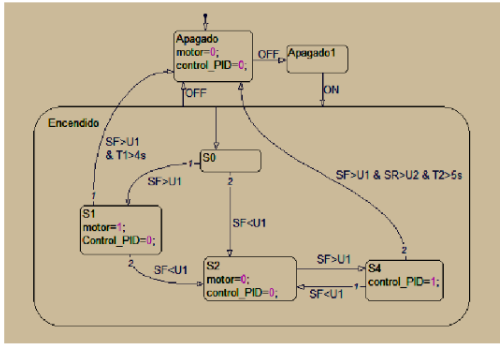 Apagado
motor=0;
control_PID=0;
OFF
Apagado1
OFF
ON
Encendido
SF>U1
& T1>4s
1
S0
1
SF>U1
2
SF>U1 & SR>U2 & T2>5s
S1
motor=1;
Control_PID=0;
SF<U1
2
SF<U1
S2
motor=0;
control_PID=0;
SF>U1
2
S4
control_PID=1;
1
SF<U1